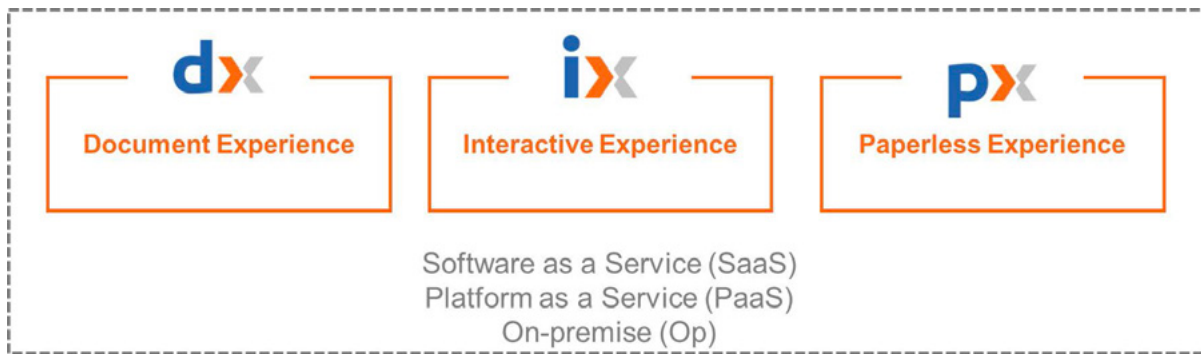 dx
Document Experience
ix
Interactive Experience
px
Paperless Experience
Software as a Service (SaaS)
Platform as a Service (PaaS)
On-premise (Op)